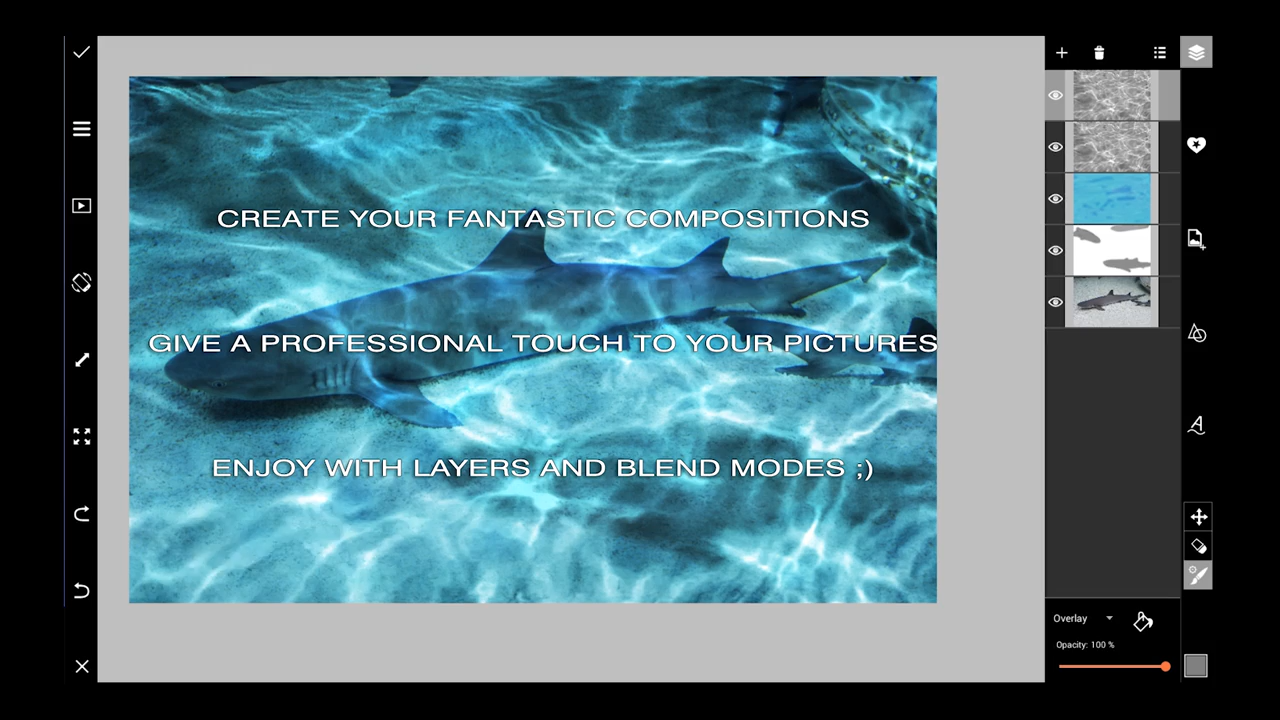 CREATE YOUR FANTASTIC COMPOSITIONS
GIVE A PROFESSIONAL TOUCH TO YOUR PICTURES
ENJOY WITH LAYERS AND BLEND MODES ;)
Overlay
Opacity: 100 %